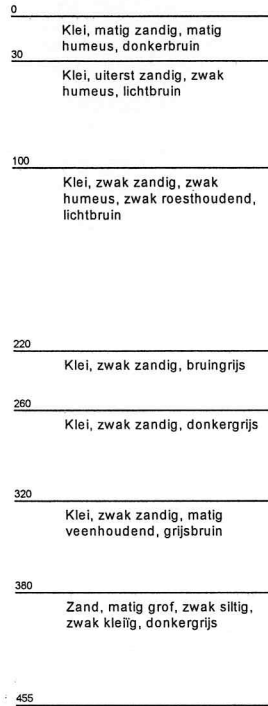 0
Klei, matig zandig, matig
humeus, donkerbruin
30
Klei, uiterst zandig, zwak
humeus, lichtbruin
100
Klei, zwak zandig, zwak
humeus, zwak roesthoudend,
lichtbruin
220
Klei, zwak zandig, bruingrijs
260
Klei, zwak zandig, donkergrijs
320
Klei, zwak zandig, matig
veenhoudend, grijsbruin
380
Zand, matig grof, zwak siltig,
zwak kleiïg, donkergrijs
455